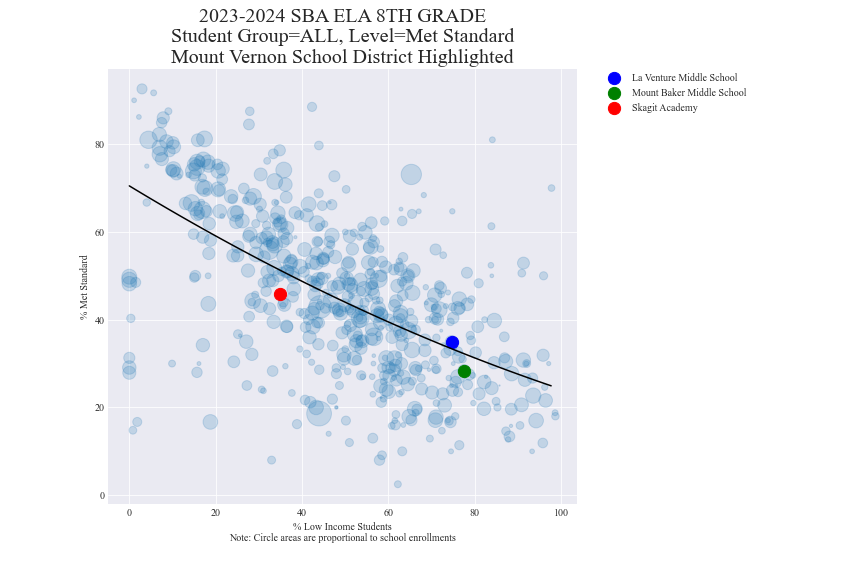 2023-2024 SBA ELA 8TH GRADE
Student Group=ALL, Level=Met Standard
Mount Vernon School District Highlighted
La Venture Middle School
Mount Baker Middle School
Skagit Academy
% Met Standard
80
60
40
20
0
0 20 40 60 80 100
% Low Income Students
Note: Circle areas are proportional to school enrollments